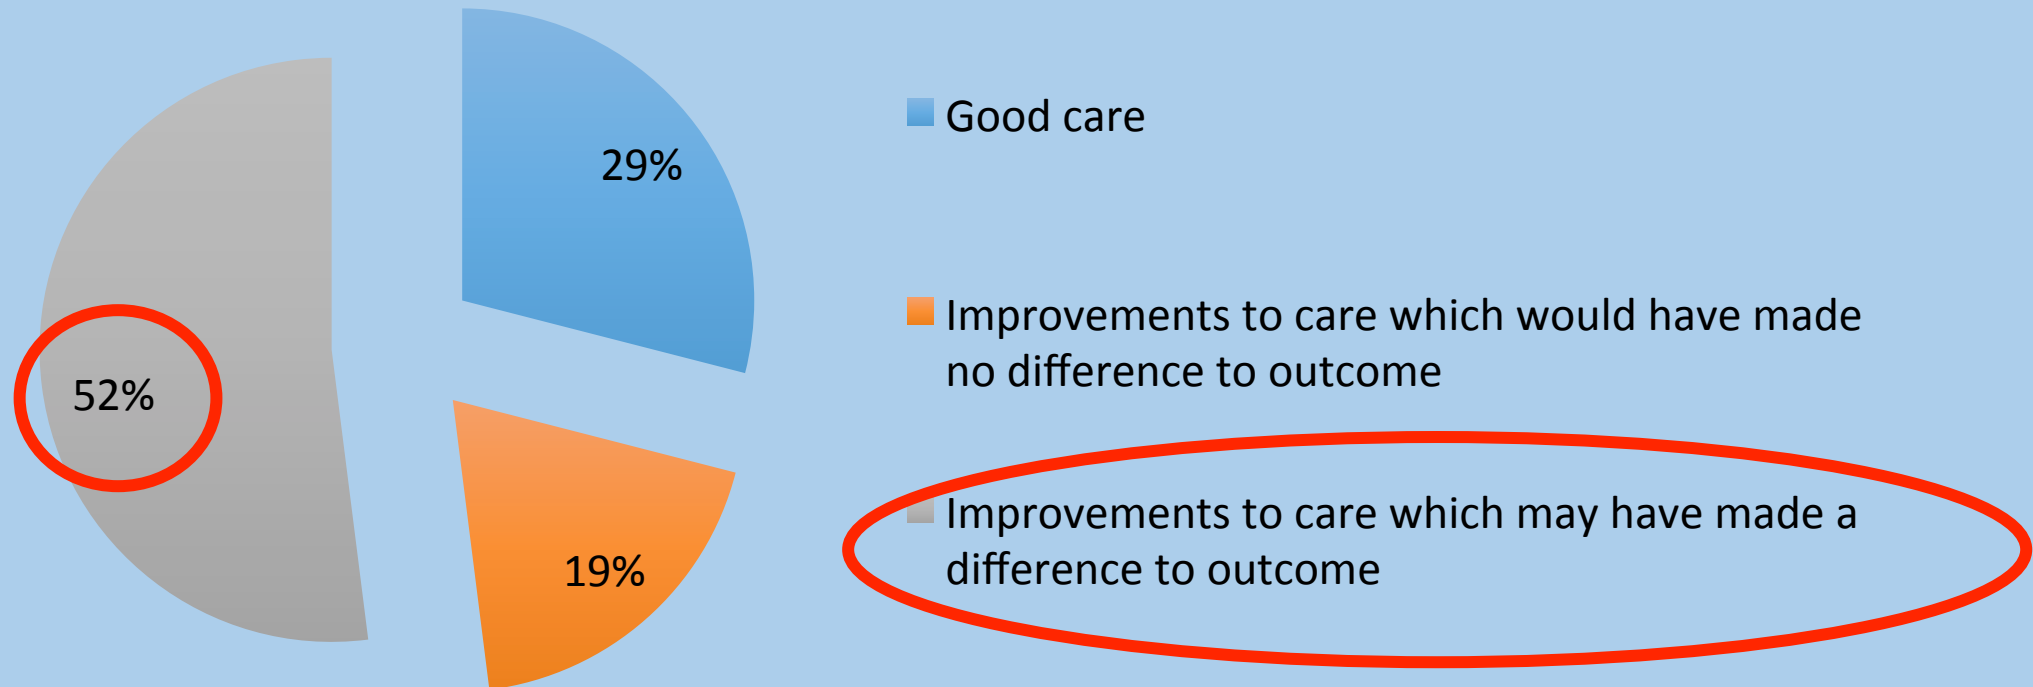 29%
52%
19%
Good care
Improvements to care which would have made
no difference to outcome
Improvements to care which may have made a
difference to outcome